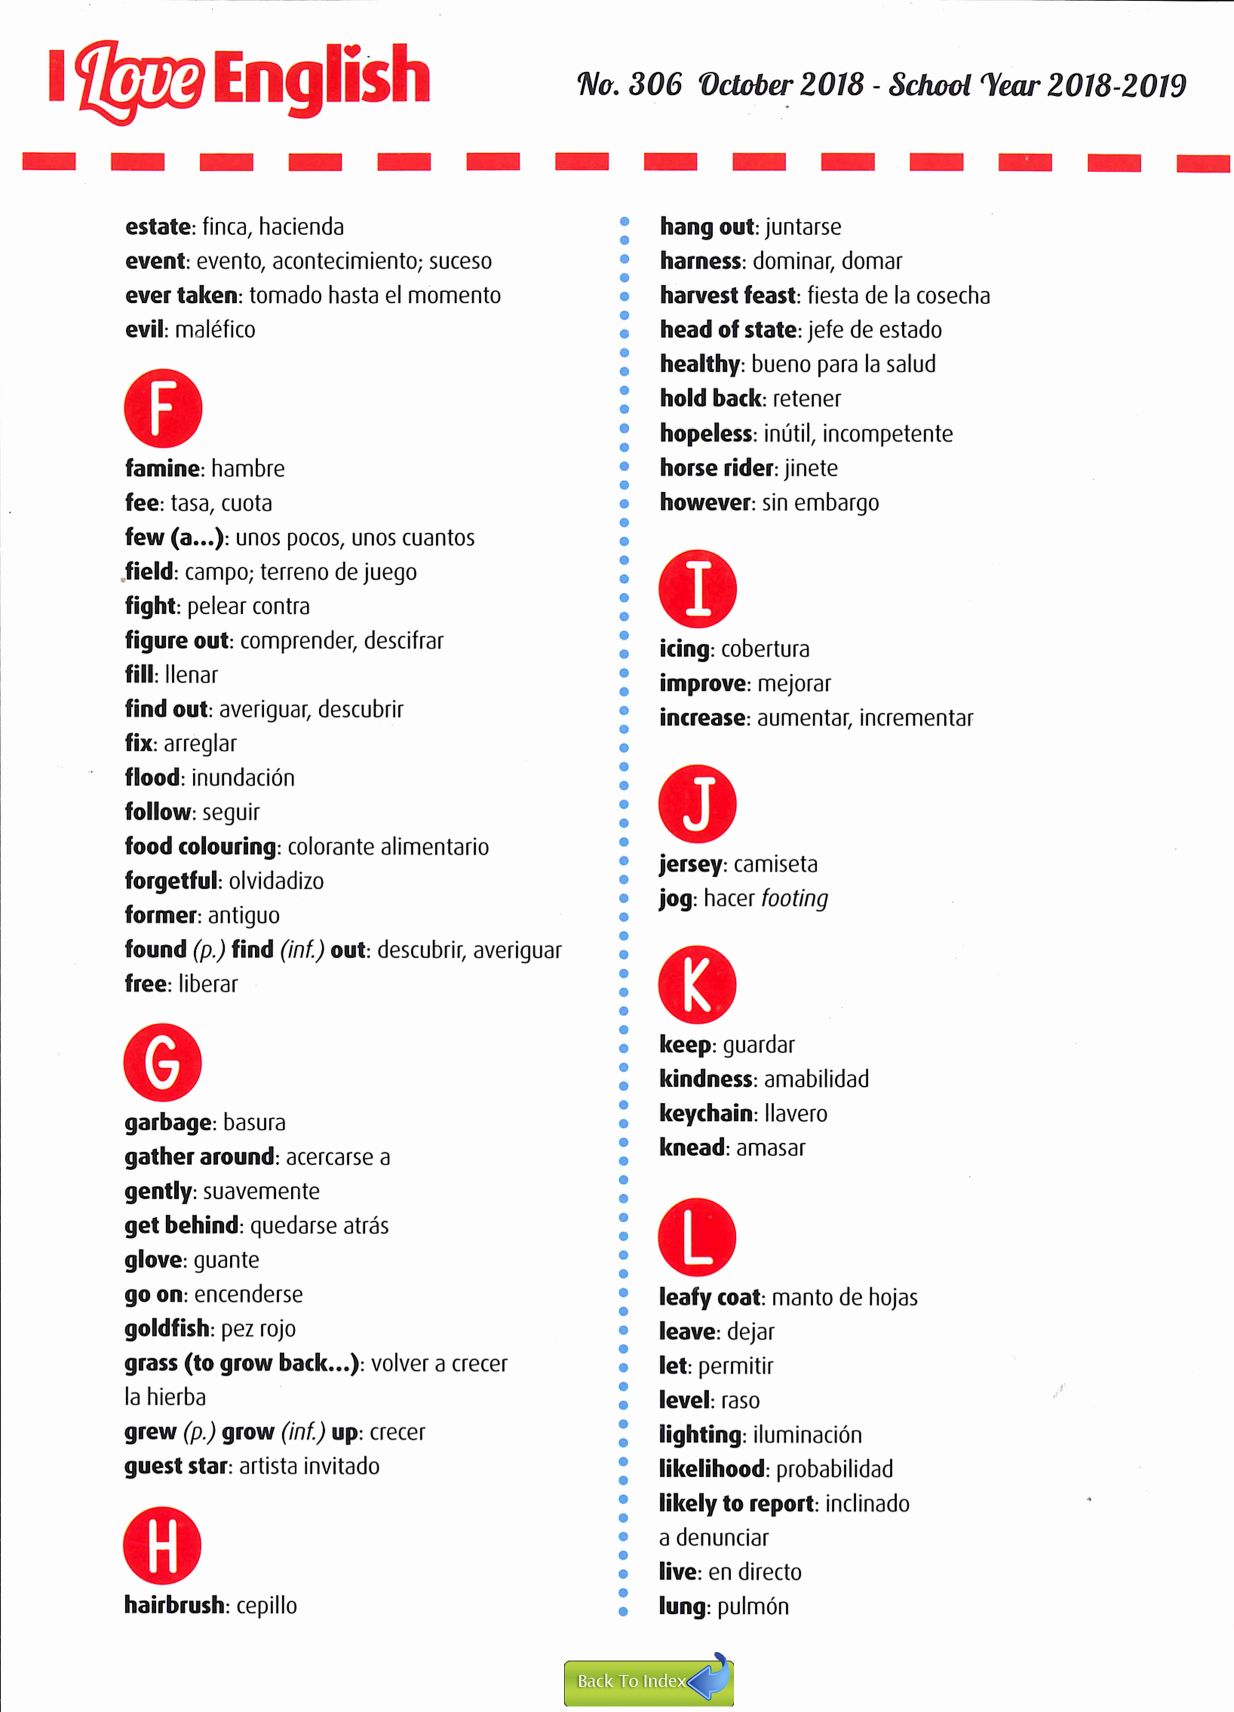 I Love English
No. 306 October 2018 - School Year 2018-2019
estate: finca, hacienda
event: evento, acontecimiento; suceso
ever taken: tomado hasta el momento
evil: maléfico
F
famine: hambre
fee: tasa, cuota
few (a...): unos pocos, unos cuantos
field: campo; terreno de juego
fight: pelear contra
figure out: comprender, descifrar
fill: llenar
find out: averiguar, descubrir
fix: arreglar
flood: inundación
follow: seguir
food colouring: colorante alimentario
forgetful: olvidadizo
former: antiguo
found (p.) find (inf.) out: descubrir, averiguar
free: liberar
G
garbage: basura
gather around: acercarse a
gently: suavemente
get behind: quedarse atrás
glove: guante
go on: encenderse
goldfish: pez rojo
grass (to grow back...): volver a crecer
la hierba
grew (p.) grow (inf.) up: crecer
guest star: artista invitado
H
hairbrush: cepillo
hang out: juntarse
harness: dominar, domar
harvest feast: fiesta de la cosecha
head of state: jefe de estado
healthy: bueno para la salud
hold back: retener
hopeless: inútil, incompetente
horse rider: jinete
however: sin embargo
I
icing: cobertura
improve: mejorar
increase: aumentar, incrementar
J
jersey: camiseta
jog: hacer footing
K
keep: guardar
kindness: amabilidad
keychain: llavero
knead: amasar
L
leafy coat: manto de hojas
leave: dejar
let: permitir
level: raso
lighting: iluminación
likelihood: probabilidad
likely to report: inclinado
a denunciar
live: en directo
lung: pulmón
Back To Index